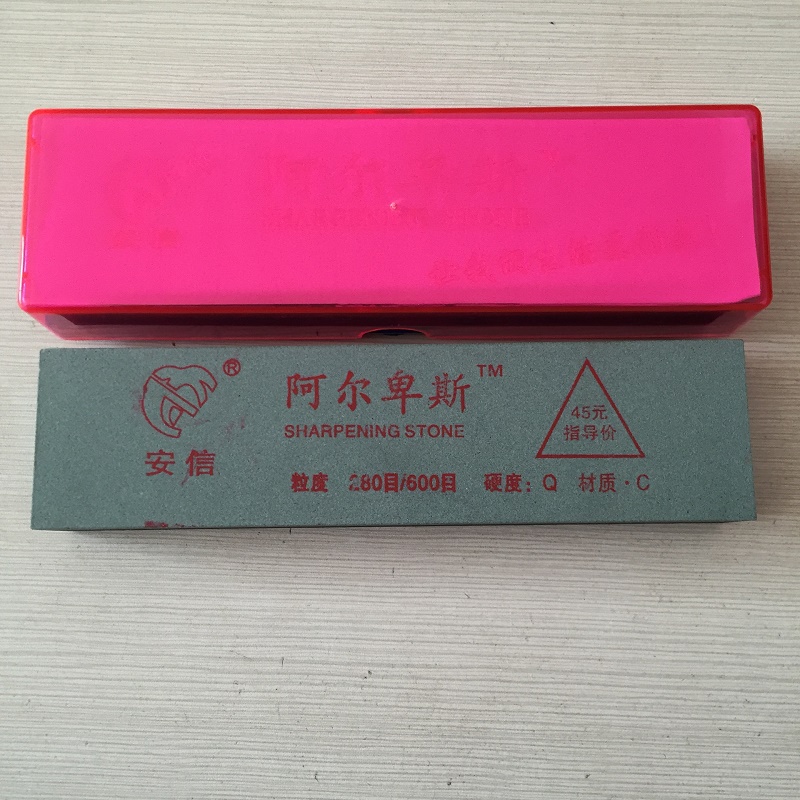 ®
安信
阿尔卑斯™
SHARPENING STONE
45元
指导价
粒度 280目/600目 硬度：Q 材质·C